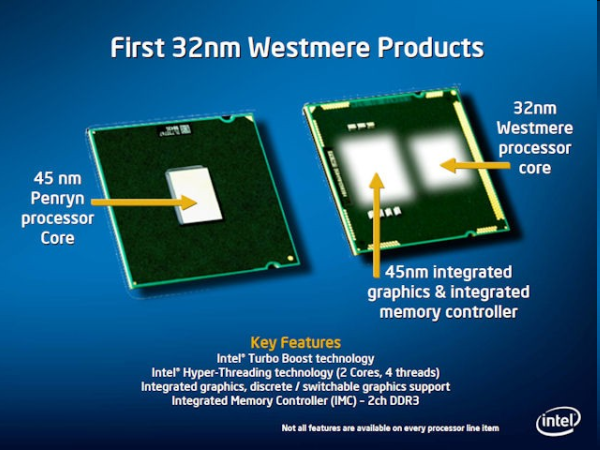 First 32nm Westmere Products
45 nm
Penryn
processor
Core
32nm
Westmere
processor
core
45nm integrated
graphics & integrated
memory controller
Key Features
Intel® Turbo Boost technology
Intel® Hyper-Threading technology (2 Cores, 4 threads)
Integrated graphics, discrete / switchable graphics support
Integrated Memory Controller (IMC) – 2ch DDR3
Not all features are available on every processor line item
intel